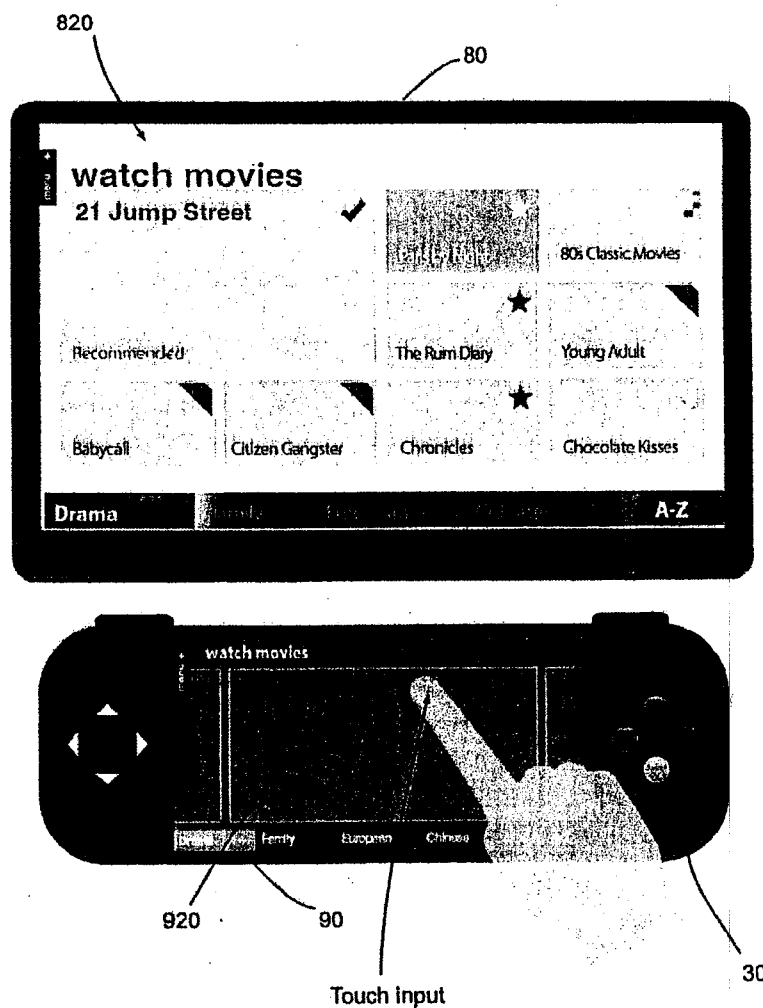 820
80
menu +
watch movies
21 Jump Street
80s Classic Movies
Recommended
The Rum Diary
Young Adult
Babycall
Citizen Gangster
Chronicles
Chocolate Kisses
Drama
A-Z
menu +
watch movies
Drama
Family
European
Chinese
920
90
30
Touch input